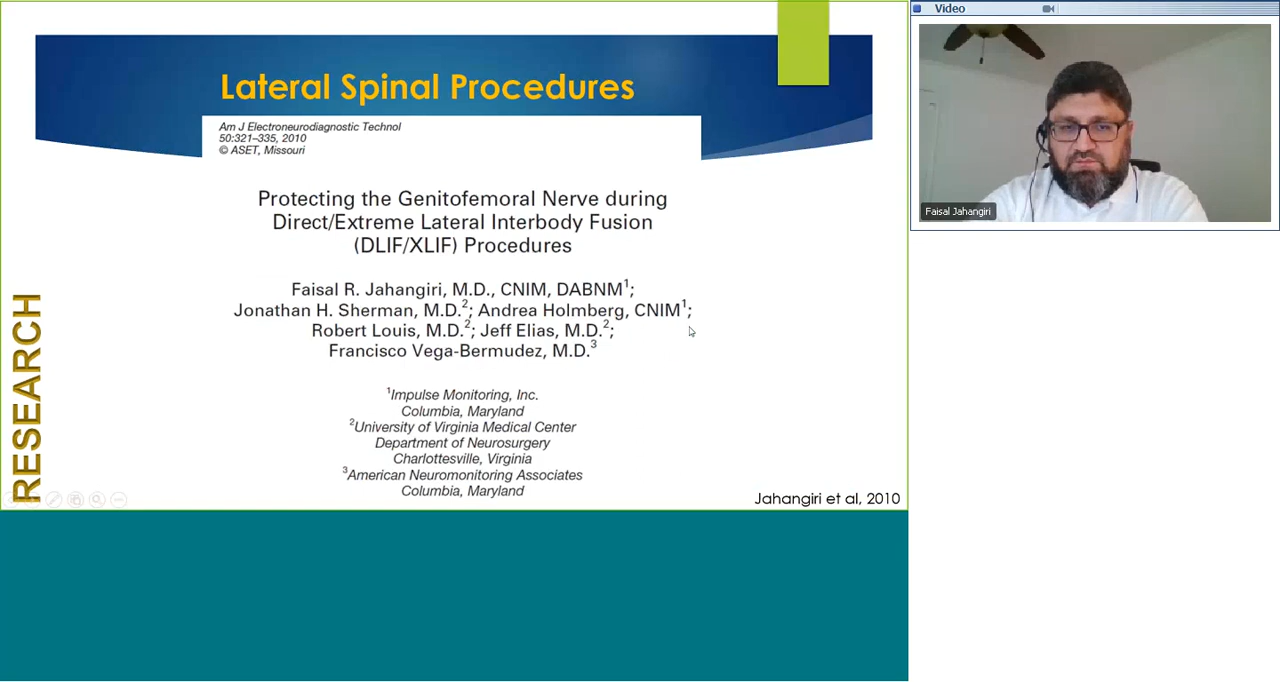 Lateral Spinal Procedures
Am J Electroneurodiagnostic Technol
50:321–335, 2010
© ASET, Missouri
Protecting the Genitofemoral Nerve during
Direct/Extreme Lateral Interbody Fusion
(DLIF/XLIF) Procedures
Faisal R. Jahangiri, M.D., CNIM, DABNM1;
Jonathan H. Sherman, M.D.2; Andrea Holmberg, CNIM1;
Robert Louis, M.D.2; Jeff Elias, M.D.2;
Francisco Vega-Bermudez, M.D.3
1Impulse Monitoring, Inc.
Columbia, Maryland
2University of Virginia Medical Center
Department of Neurosurgery
Charlottesville, Virginia
3American Neuromonitoring Associates
Columbia, Maryland
RESEARCH
Jahangiri et al, 2010
Video
Faisal Jahangiri